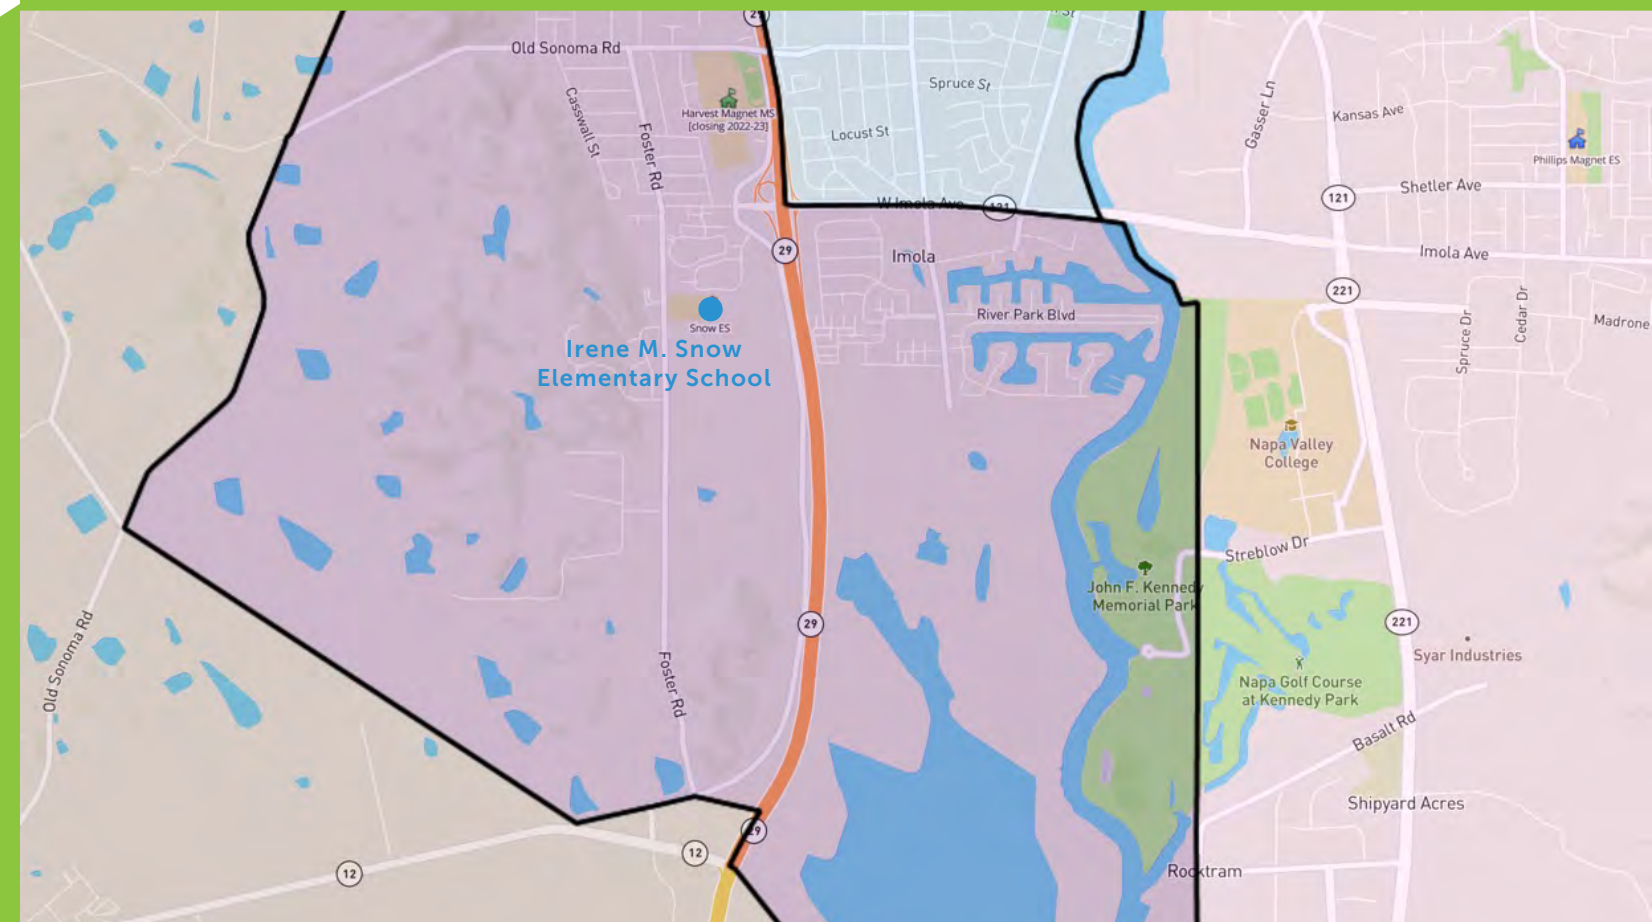 29
St
Old Sonoma Rd
Spruce St
Casswall St
Foster Rd
Harvest Magnet MS
[closing 2022-23]
Locust St
Gasser Ln
Kansas Ave
Phillips Magnet ES
Shetler Ave
121
W Imola Ave
121
29
Imola
Imola Ave
221
River Park Blvd
Snow ES
Irene M. Snow
Elementary School
Spruce Dr
Cedar Dr
Madrone
Napa Valley
College
Streblow Dr
John F. Kennedy
Memorial Park
29
221
Syar Industries
Old Sonoma Rd
Foster Rd
Napa Golf Course
at Kennedy Park
Basalt Rd
Shipyard Acres
29
12
12
Rocktram